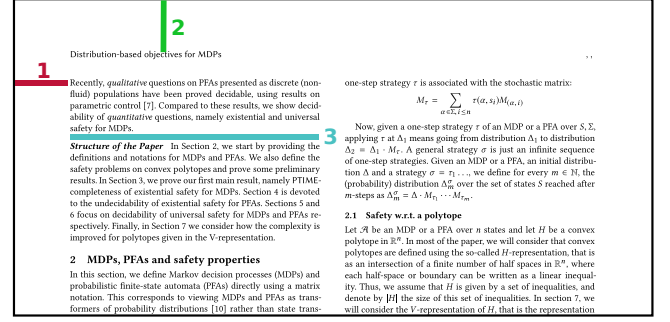 2
Distribution-based objectives for MDPs
, ,
1
Recently, qualitative questions on PFAs presented as discrete (non-
fluid) populations have been proved decidable, using results on
parametric control [7]. Compared to these results, we show decid-
ability of quantitative questions, namely existential and universal
safety for MDPs.
3
Structure of the Paper In Section 2, we start by providing the
definitions and notations for MDPs and PFAs. We also define the
safety problems on convex polytopes and prove some preliminary
results. In Section 3, we prove our first main result, namely PTIME-
completeness of existential safety for MDPs. Section 4 is devoted
to the undecidability of existential safety for PFAs. Sections 5 and
6 focus on decidability of universal safety for MDPs and PFAs re-
spectively. Finally, in Section 7 we consider how the complexity is
improved for polytopes given in the V-representation.
2 MDPs, PFAs and safety properties
In this section, we define Markov decision processes (MDPs) and
probabilistic finite-state automata (PFAs) directly using a matrix
notation. This corresponds to viewing MDPs and PFAs as trans-
formers of probability distributions [10] rather than state trans-
one-step strategy τ is associated with the stochastic matrix:
M_τ = ∑_{α∈Σ,i≤n} τ(α, s_i)M_{(α,i)}
Now, given a one-step strategy τ of an MDP or a PFA over S, Σ,
applying τ at Δ₁ means going from distribution Δ₁ to distribution
Δ₂ = Δ₁ · M_τ. A general strategy σ is just an infinite sequence
of one-step strategies. Given an MDP or a PFA, an initial distribu-
tion Δ and a strategy σ = τ₁ . . ., we define for every m ∈ ℕ, the
(probability) distribution Δ^σ_m over the set of states S reached after
m-steps as Δ^σ_m = Δ · M_{τ₁} · · · M_{τ_m}.
2.1 Safety w.r.t. a polytope
Let 𝒜 be an MDP or a PFA over n states and let H be a convex
polytope in ℝⁿ. In most of the paper, we will consider that convex
polytopes are defined using the so-called H-representation, that is
as an intersection of a finite number of half spaces in ℝⁿ, where
each half-space or boundary can be written as a linear inequal-
ity. Thus, we assume that H is given by a set of inequalities, and
denote by |H| the size of this set of inequalities. In section 7, we
will consider the V-representation of H, that is the representation